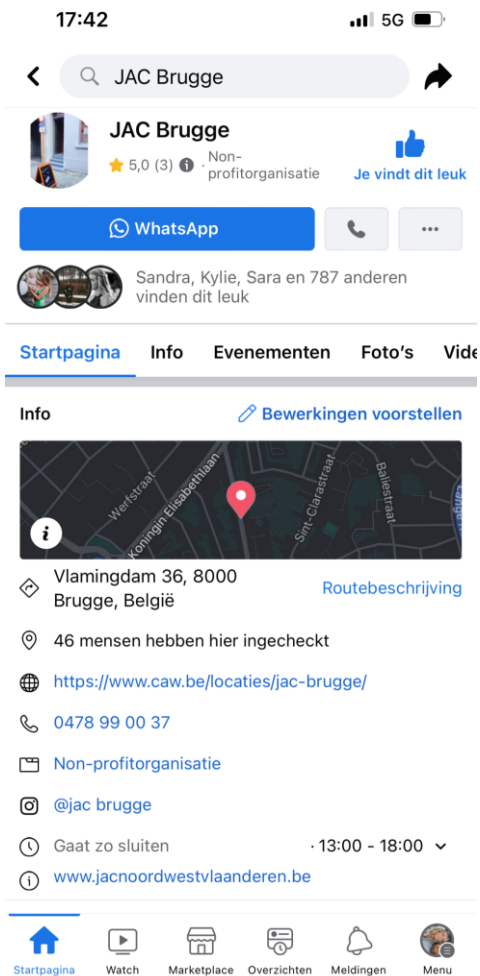 17:42
5G
JAC Brugge
JAC Brugge
5,0 (3) · Non-
profitorganisatie
Je vindt dit leuk
WhatsApp
Sandra, Kylie, Sara en 787 anderen
vinden dit leuk
Startpagina Info Evenementen Foto's Vide
Info
Bewerkingen voorstellen
Werfstraat
Koningin Elisabethlaan
Sint-Clarastraat
Baliestraat
Vlamingdam 36, 8000
Brugge, België
Routebeschrijving
46 mensen hebben hier ingecheckt
https://www.caw.be/locaties/jac-brugge/
0478 99 00 37
Non-profitorganisatie
@jac brugge
Gaat zo sluiten · 13:00 - 18:00
www.jacnoordwestvlaanderen.be
Startpagina Watch Marketplace Overzichten Meldingen Menu